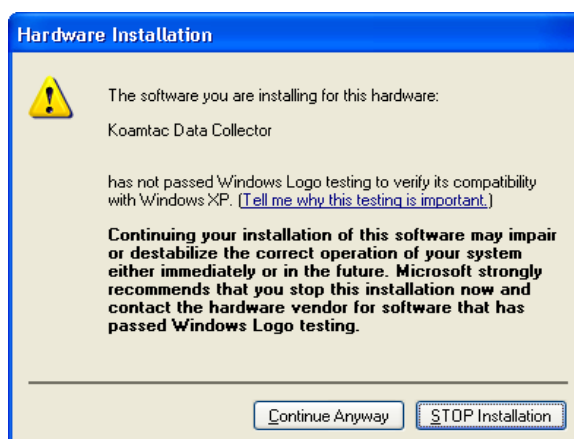 Hardware Installation
The software you are installing for this hardware:
Koamtac Data Collector
has not passed Windows Logo testing to verify its compatibility
with Windows XP. (Tell me why this testing is important.)
Continuing your installation of this software may impair
or destabilize the correct operation of your system
either immediately or in the future. Microsoft strongly
recommends that you stop this installation now and
contact the hardware vendor for software that has
passed Windows Logo testing.
Continue Anyway STOP Installation